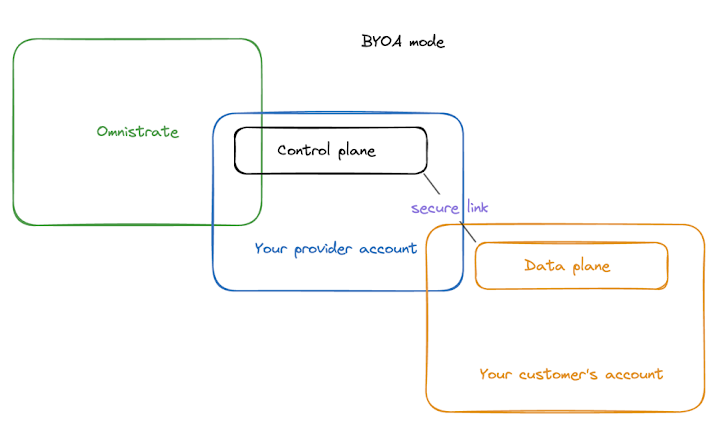 BYOA mode
Omnistrate
Control plane
secure link
Your provider account
Data plane
Your customer's account